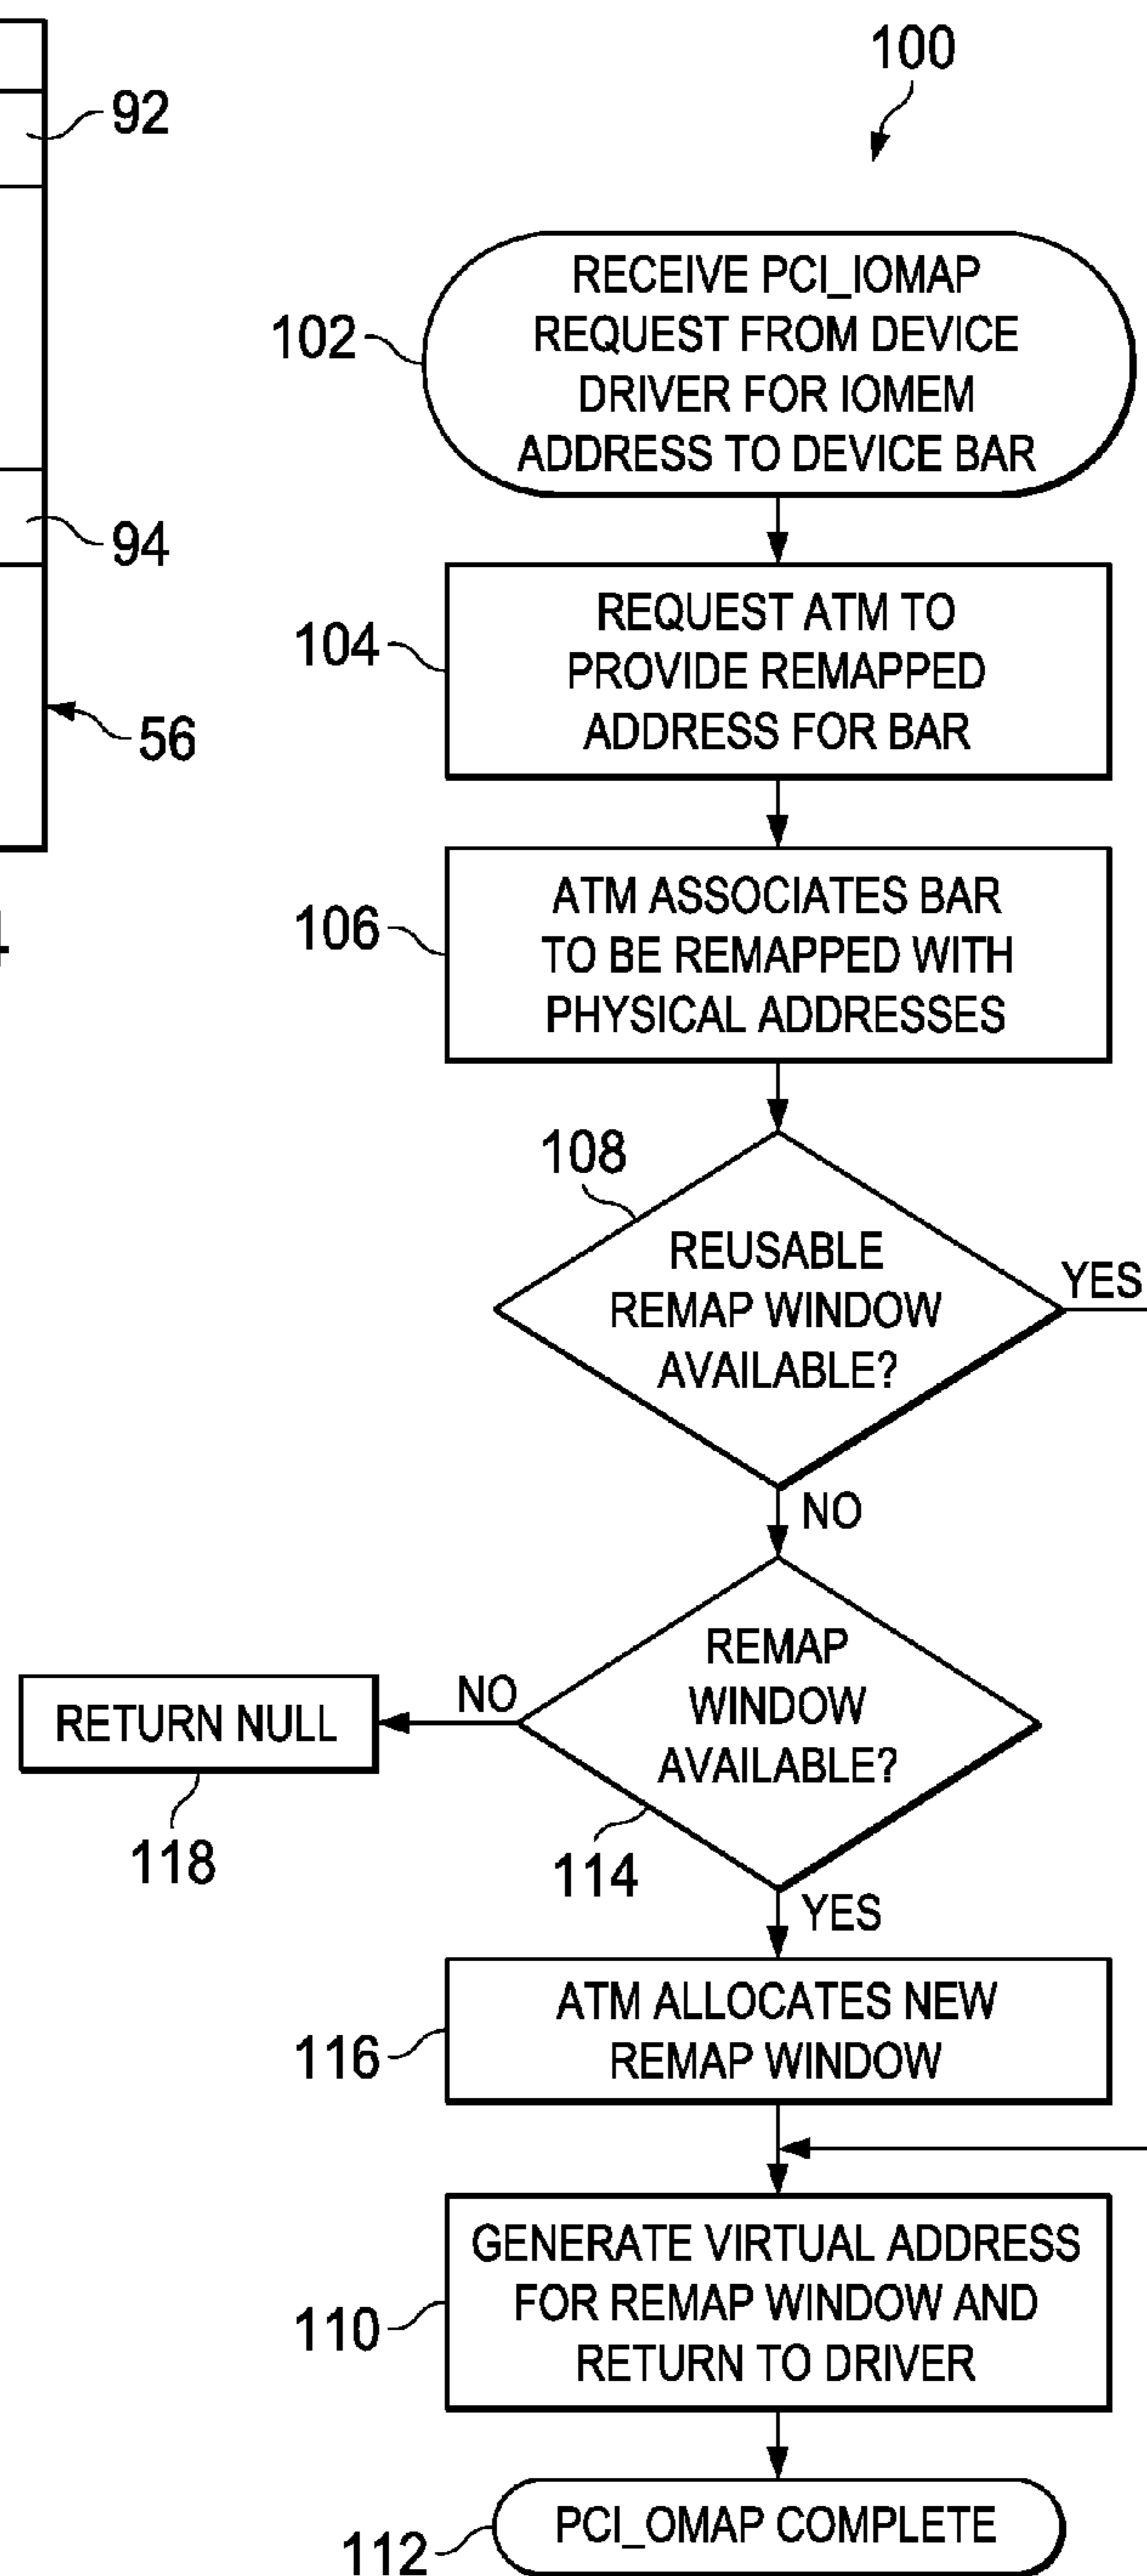 100
92
102
RECEIVE PCI_IOMAP
REQUEST FROM DEVICE
DRIVER FOR IOMEM
ADDRESS TO DEVICE BAR
94
104
REQUEST ATM TO
PROVIDE REMAPPED
ADDRESS FOR BAR
56
106
ATM ASSOCIATES BAR
TO BE REMAPPED WITH
PHYSICAL ADDRESSES
108
REUSABLE
REMAP WINDOW
AVAILABLE?
YES
NO
REMAP
WINDOW
AVAILABLE?
NO
RETURN NULL
118
114
YES
116
ATM ALLOCATES NEW
REMAP WINDOW
110
GENERATE VIRTUAL ADDRESS
FOR REMAP WINDOW AND
RETURN TO DRIVER
112
PCI_OMAP COMPLETE